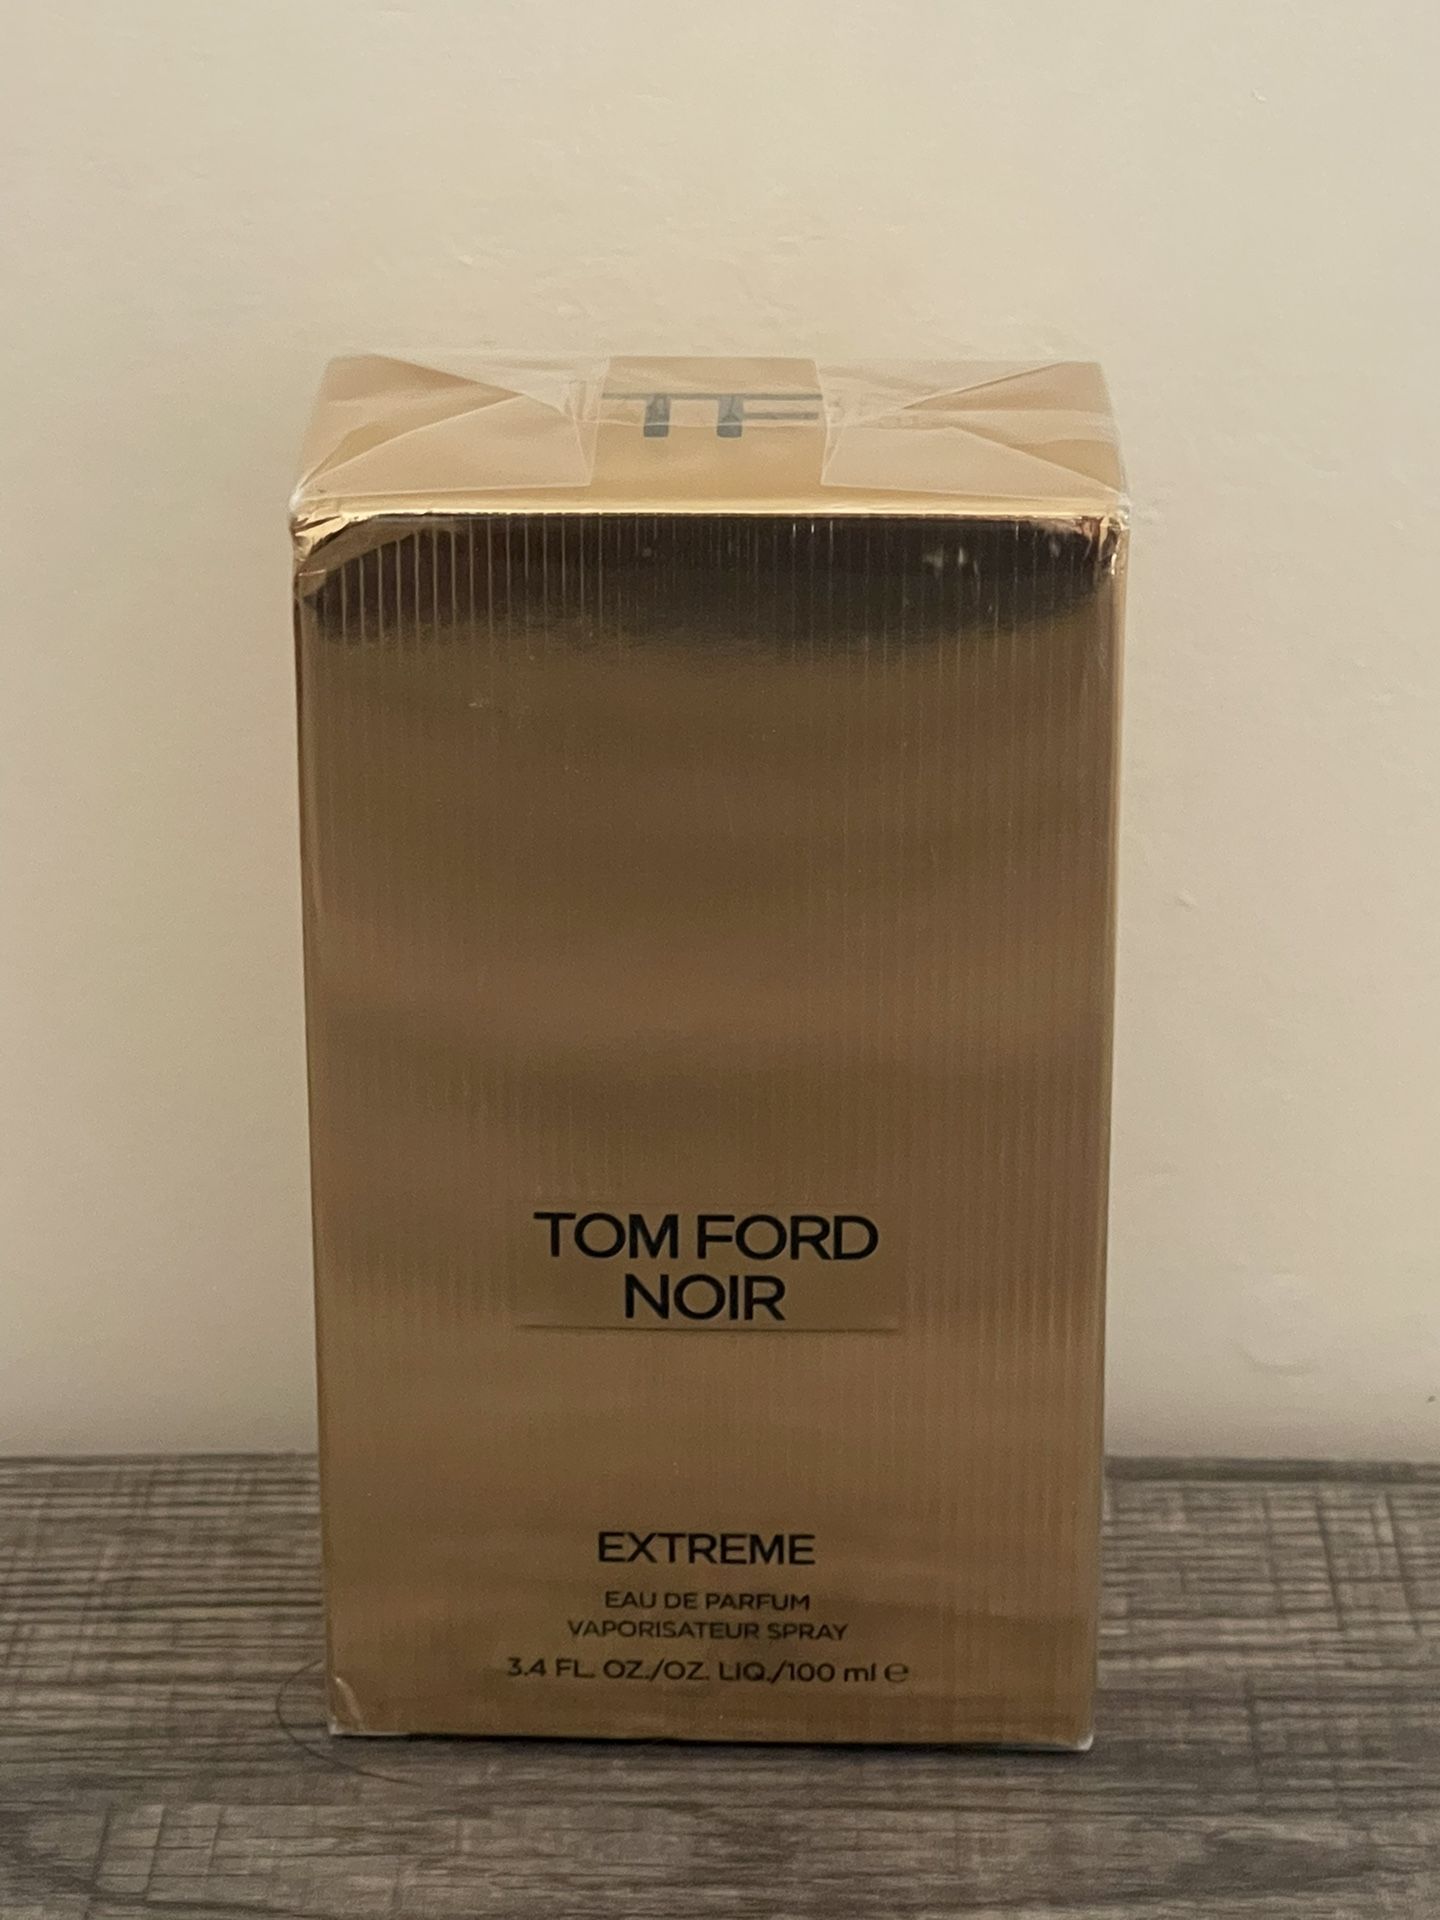 TF
TOM FORD
NOIR
EXTREME
EAU DE PARFUM
VAPORISATEUR SPRAY
3.4 FL. OZ./OZ. LIQ./100 ml ℮